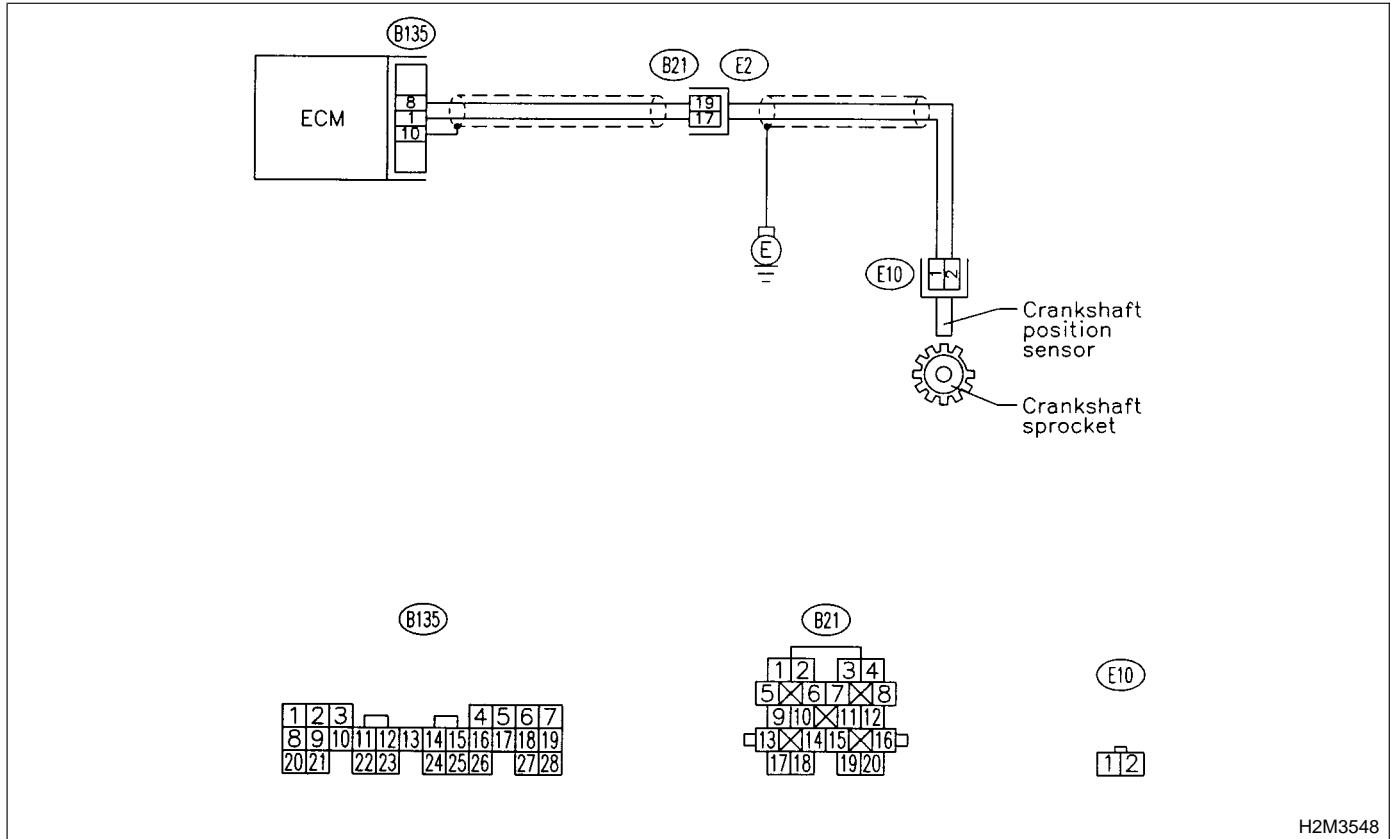 B135
B21 E2
ECM
8
1
10
19
17
E
E10
1 2
Crankshaft
position
sensor
Crankshaft
sprocket
B135
B21
E10
1 2 3 4 5 6 7
8 9 10 11 12 13 14 15 16 17 18 19
20 21 22 23 24 25 26 27 28
1 2 3 4
5 6 7 8
9 10 11 12
13 14 15 16
17 18 19 20
1 2
H2M3548